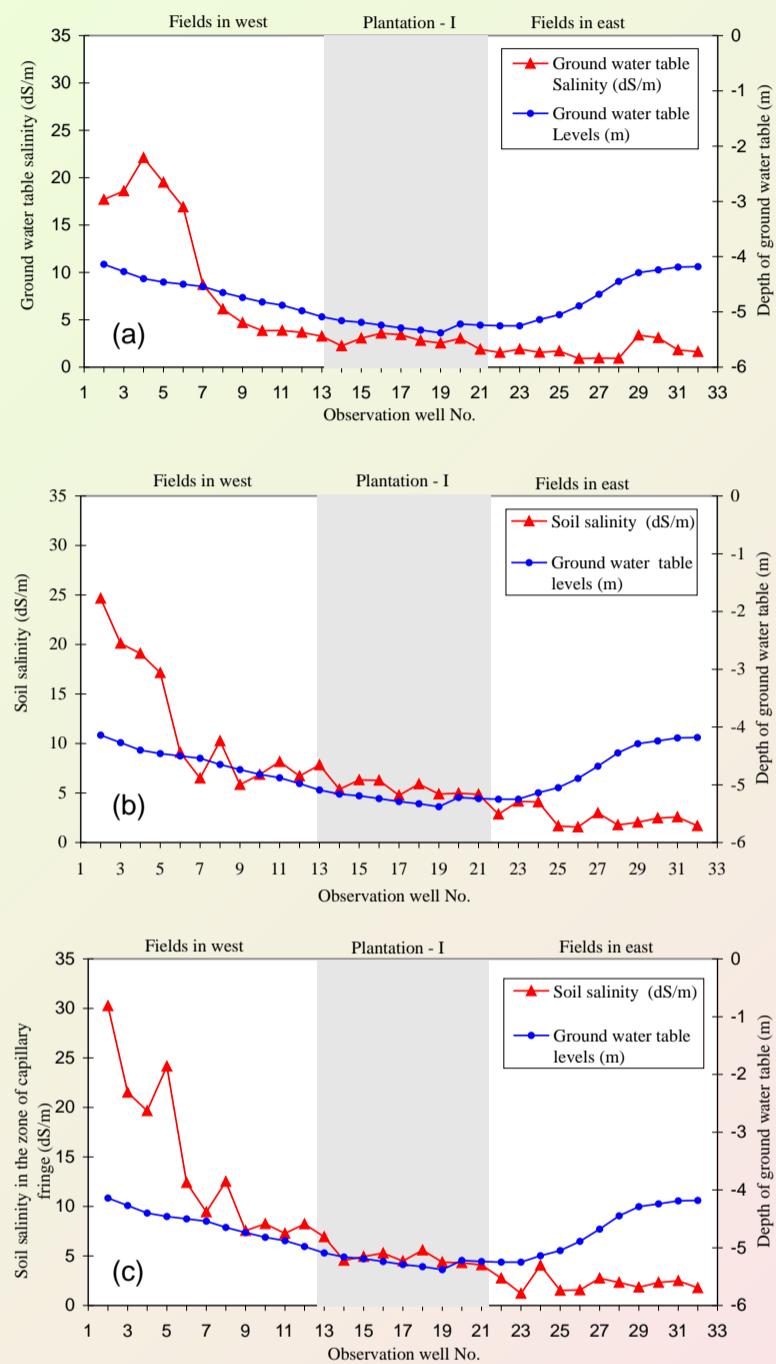 Fields in west Plantation - I Fields in east
35
30
25
20
15
10
5
0
Ground water table salinity (dS/m)
Ground water table
Salinity (dS/m)
Ground water table
Levels (m)
(a)
0
-1
-2
-3
-4
-5
-6
Depth of ground water table (m)
1 3 5 7 9 11 13 15 17 19 21 23 25 27 29 31 33
Observation well No.
Fields in west Plantation - I Fields in east
35
30
25
20
15
10
5
0
Soil salinity (dS/m)
Soil salinity (dS/m)
Ground water table
levels (m)
(b)
0
-1
-2
-3
-4
-5
-6
Depth of ground water table (m)
1 3 5 7 9 11 13 15 17 19 21 23 25 27 29 31 33
Observation well No.
Fields in west Plantation - I Fields in east
35
30
25
20
15
10
5
0
Soil salinity in the zone of capillary
fringe (dS/m)
Soil salinity (dS/m)
Ground water table
levels (m)
(c)
0
-1
-2
-3
-4
-5
-6
Depth of ground water table (m)
1 3 5 7 9 11 13 15 17 19 21 23 25 27 29 31 33
Observation well No.